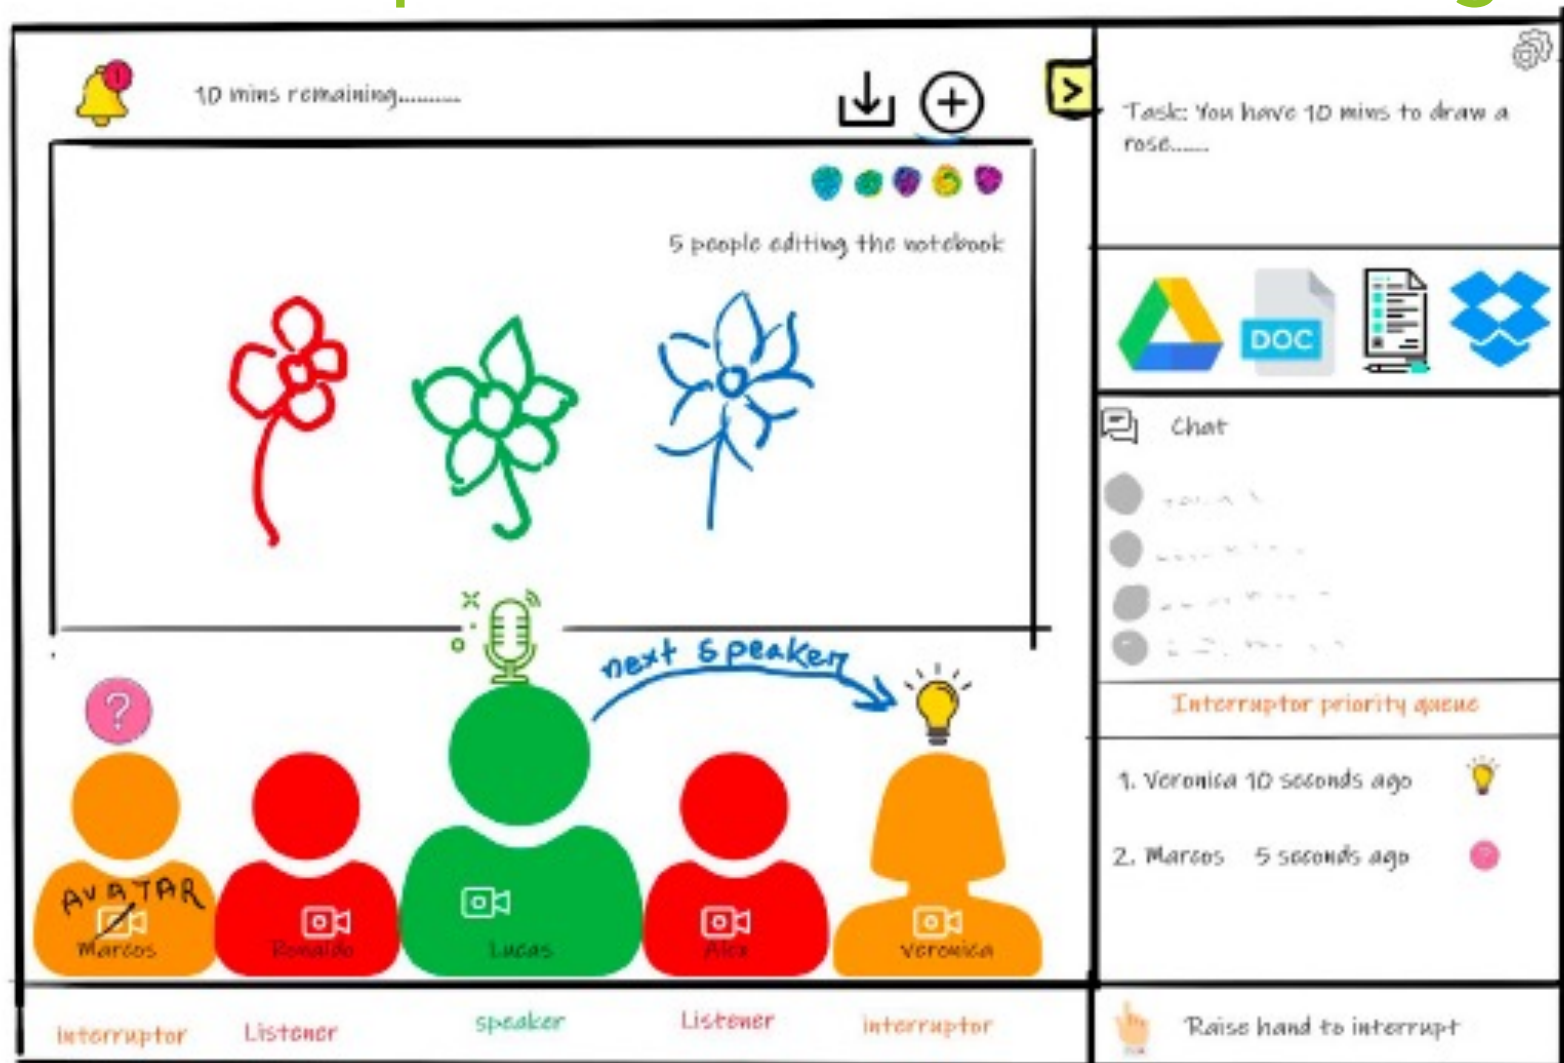 10 mins remaining..........
Task: You have 10 mins to draw a
rose......
5 people editing the notebook
DOC
Chat
next speaker
Interruptor priority queue
1. Veronica 10 seconds ago
2. Marcos 5 seconds ago
AVATAR
Marcos
Ronaldo
Lucas
Alex
Veronica
interruptor
Listener
speaker
Listener
interruptor
Raise hand to interrupt